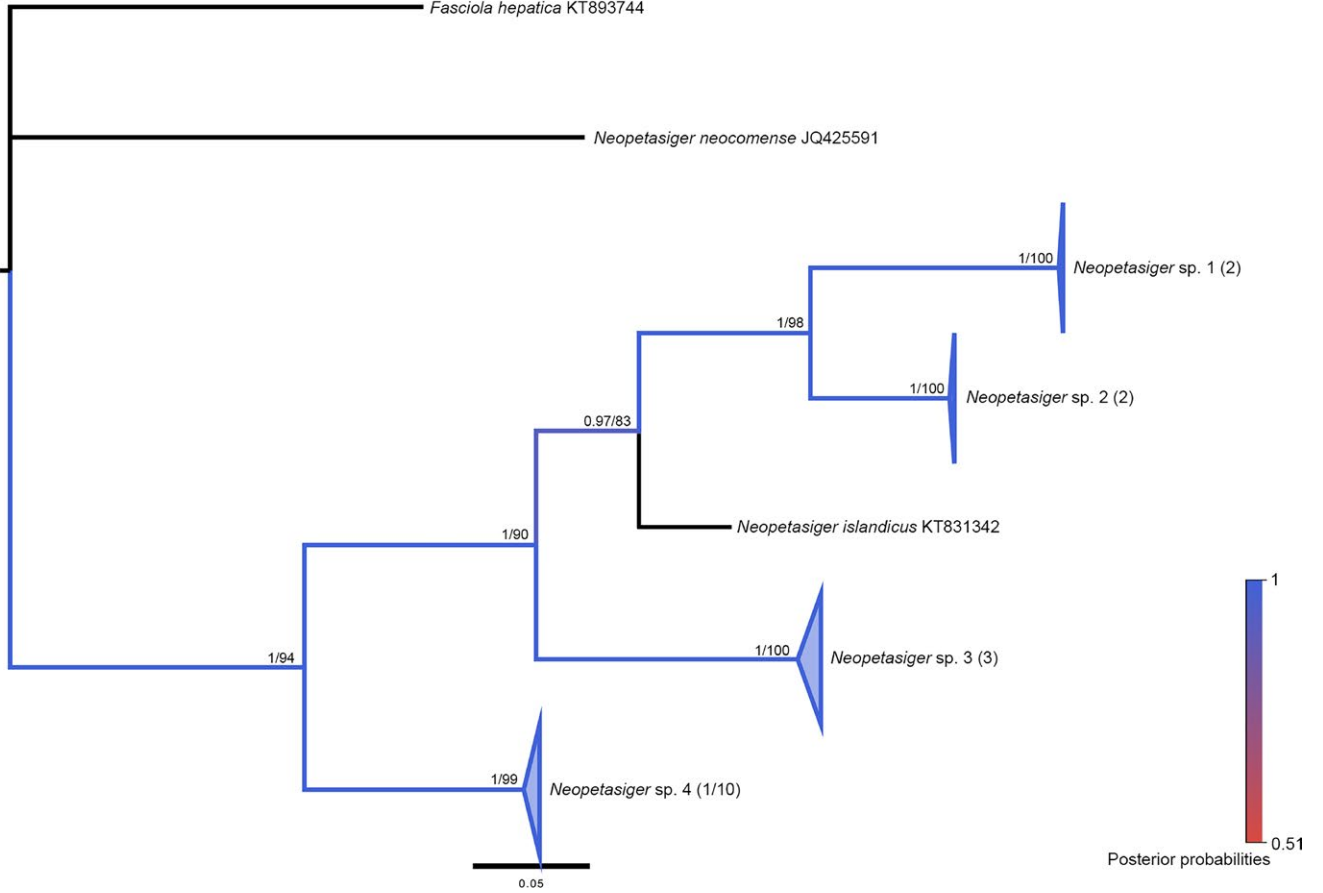 Fasciola hepatica KT893744
Neopetasiger neocomense JQ425591
1/100
Neopetasiger sp. 1 (2)
1/98
1/100
Neopetasiger sp. 2 (2)
0.97/83
Neopetasiger islandicus KT831342
1/90
1
1/100
Neopetasiger sp. 3 (3)
1/94
1/99
Neopetasiger sp. 4 (1/10)
0.51
Posterior probabilities
0.05